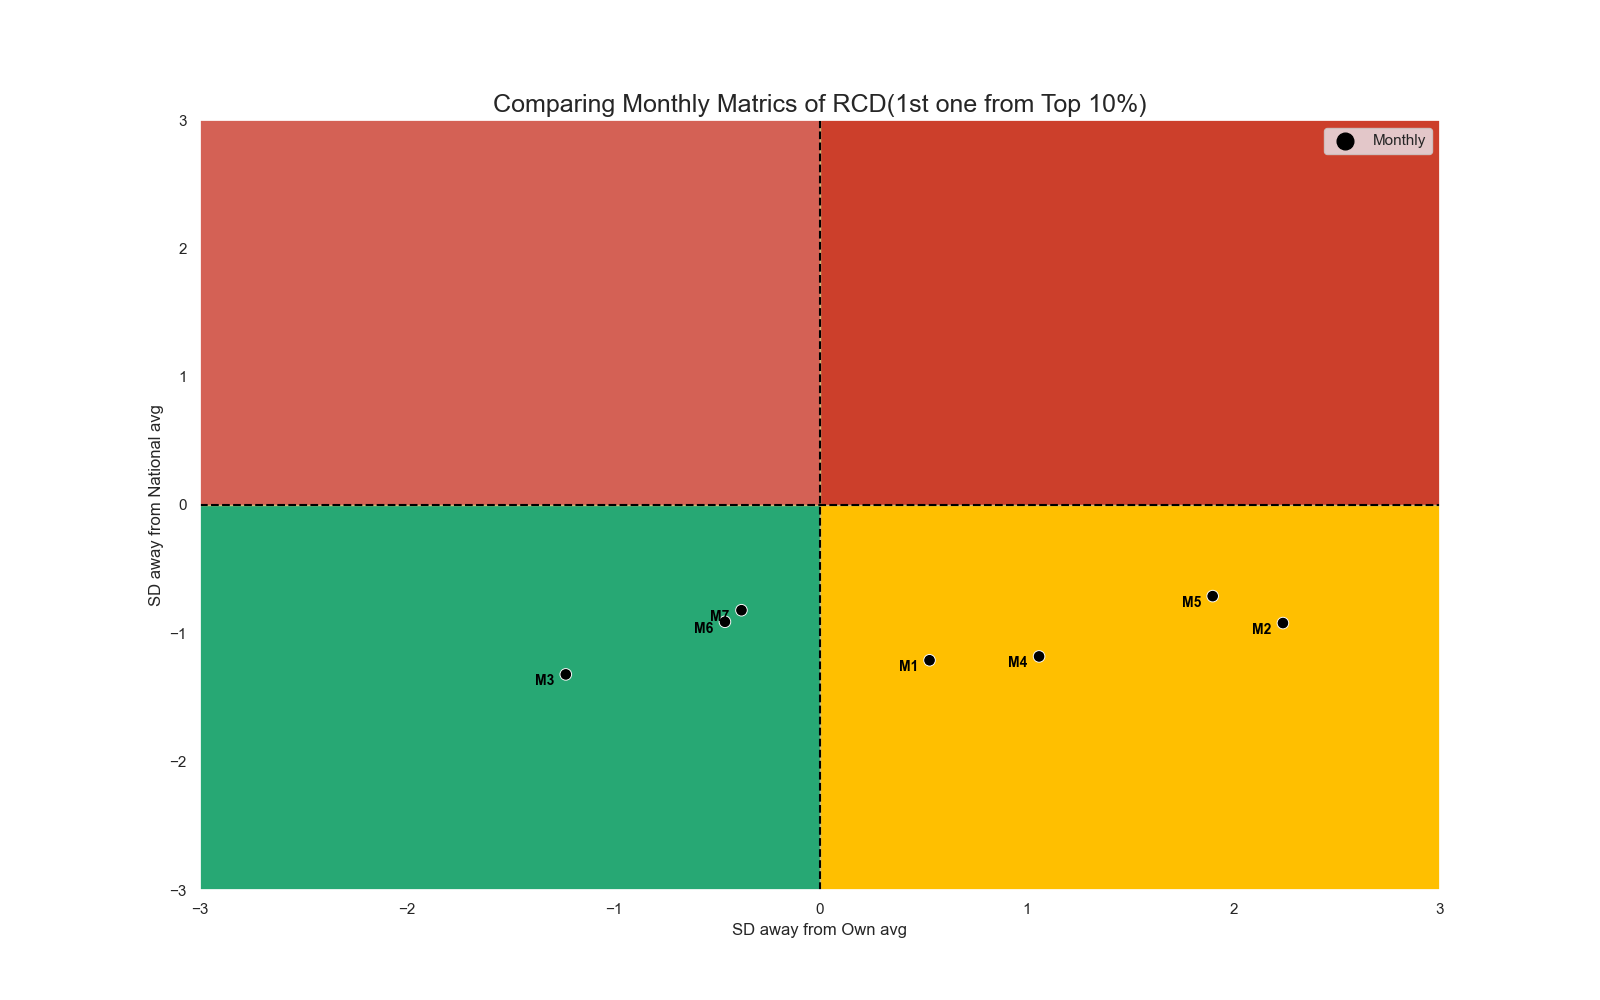 Comparing Monthly Matrics of RCD(1st one from Top 10%)
Monthly
3
2
1
0
−1
−2
−3
SD away from National avg
M7
M6
M3
M5
M2
M1
M4
−3
−2
−1
0
1
2
3
SD away from Own avg